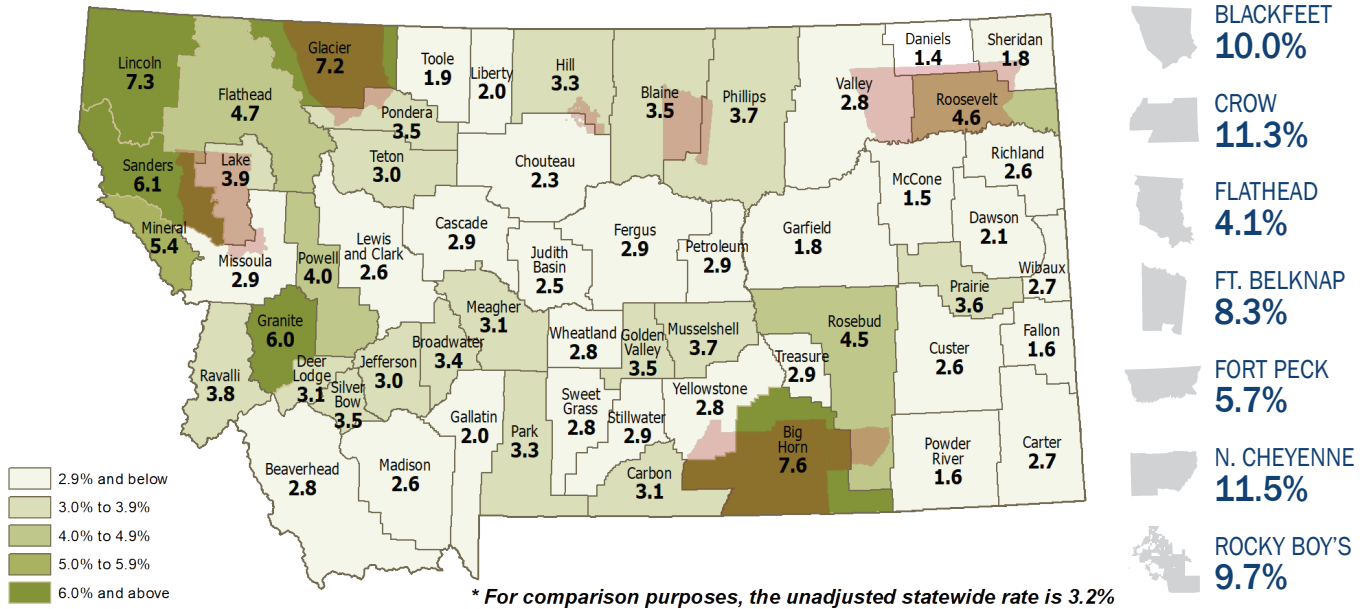 Lincoln
7.3
Flathead
4.7
Glacier
7.2
Toole
1.9
Liberty
2.0
Hill
3.3
Blaine
3.5
Phillips
3.7
Valley
2.8
Daniels
1.4
Sheridan
1.8
Roosevelt
4.6
Pondera
3.5
Teton
3.0
Chouteau
2.3
Sanders
6.1
Lake
3.9
Mineral
5.4
Missoula
2.9
Powell
4.0
Lewis
and Clark
2.6
Cascade
2.9
Judith
Basin
2.5
Fergus
2.9
Petroleum
2.9
Garfield
1.8
McCone
1.5
Richland
2.6
Dawson
2.1
Wibaux
2.7
Prairie
3.6
Granite
6.0
Ravalli
3.8
Deer
Lodge
3.1
Silver
Bow
3.5
Jefferson
3.0
Broadwater
3.4
Meagher
3.1
Wheatland
2.8
Golden
Valley
3.5
Musselshell
3.7
Rosebud
4.5
Treasure
2.9
Custer
2.6
Fallon
1.6
Beaverhead
2.8
Madison
2.6
Gallatin
2.0
Park
3.3
Sweet
Grass
2.8
Stillwater
2.9
Yellowstone
2.8
Carbon
3.1
Big
Horn
7.6
Powder
River
1.6
Carter
2.7
2.9% and below
3.0% to 3.9%
4.0% to 4.9%
5.0% to 5.9%
6.0% and above
* For comparison purposes, the unadjusted statewide rate is 3.2%
BLACKFEET
10.0%
CROW
11.3%
FLATHEAD
4.1%
FT. BELKNAP
8.3%
FORT PECK
5.7%
N. CHEYENNE
11.5%
ROCKY BOY'S
9.7%